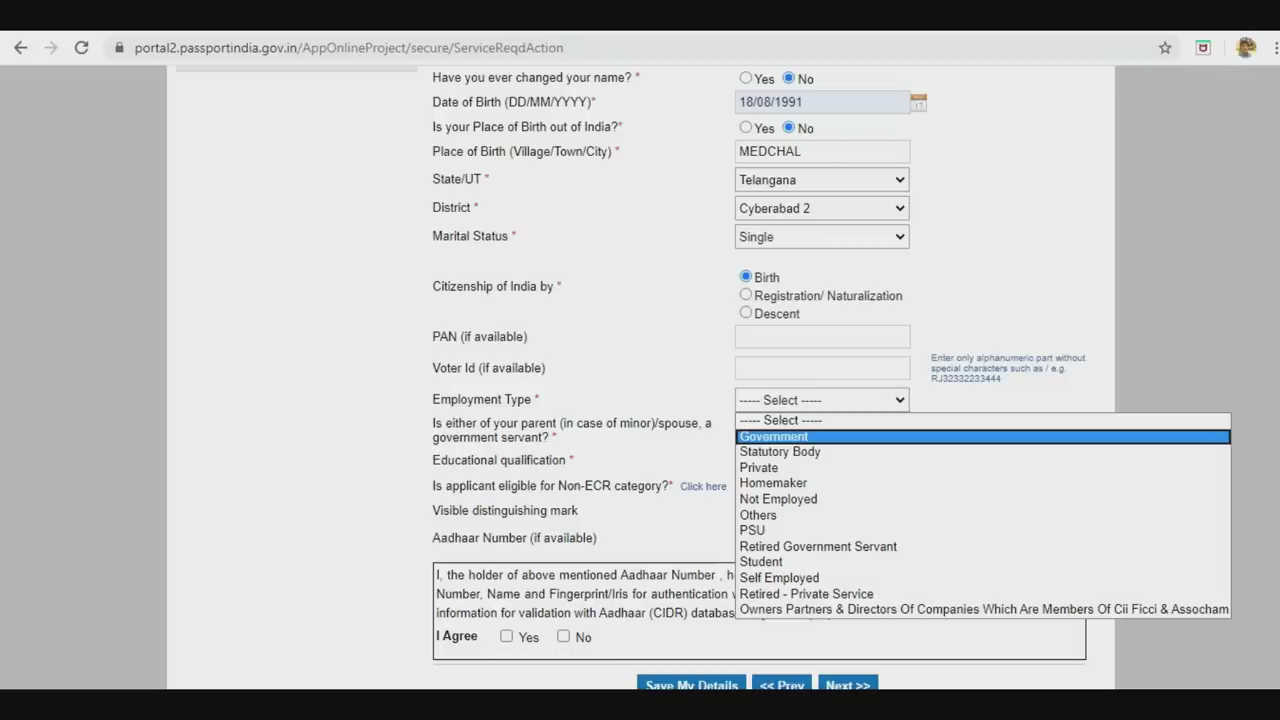 portal2.passportindia.gov.in/AppOnlineProject/secure/ServiceReqdAction
Have you ever changed your name? * Yes No
Date of Birth (DD/MM/YYYY)* 18/08/1991
Is your Place of Birth out of India?* Yes No
Place of Birth (Village/Town/City) * MEDCHAL
State/UT * Telangana
District * Cyberabad 2
Marital Status * Single
Birth
Citizenship of India by *
Registration/ Naturalization
Descent
PAN (if available)
Voter Id (if available)
Enter only alphanumeric part without
special characters such as / e.g.
RJ32332233444
Employment Type * ----- Select -----
----- Select -----
Government
Statutory Body
Private
Homemaker
Not Employed
Others
PSU
Retired Government Servant
Student
Self Employed
Retired - Private Service
Owners Partners & Directors Of Companies Which Are Members Of Cii Ficci & Assocham
Is either of your parent (in case of minor)/spouse, a
government servant? *
Educational qualification *
Is applicant eligible for Non-ECR category?* Click here
Visible distinguishing mark
Aadhaar Number (if available)
I, the holder of above mentioned Aadhaar Number , h
Number, Name and Fingerprint/Iris for authentication
information for validation with Aadhaar (CIDR) databas
I Agree Yes No
Save My Details << Prev Next >>